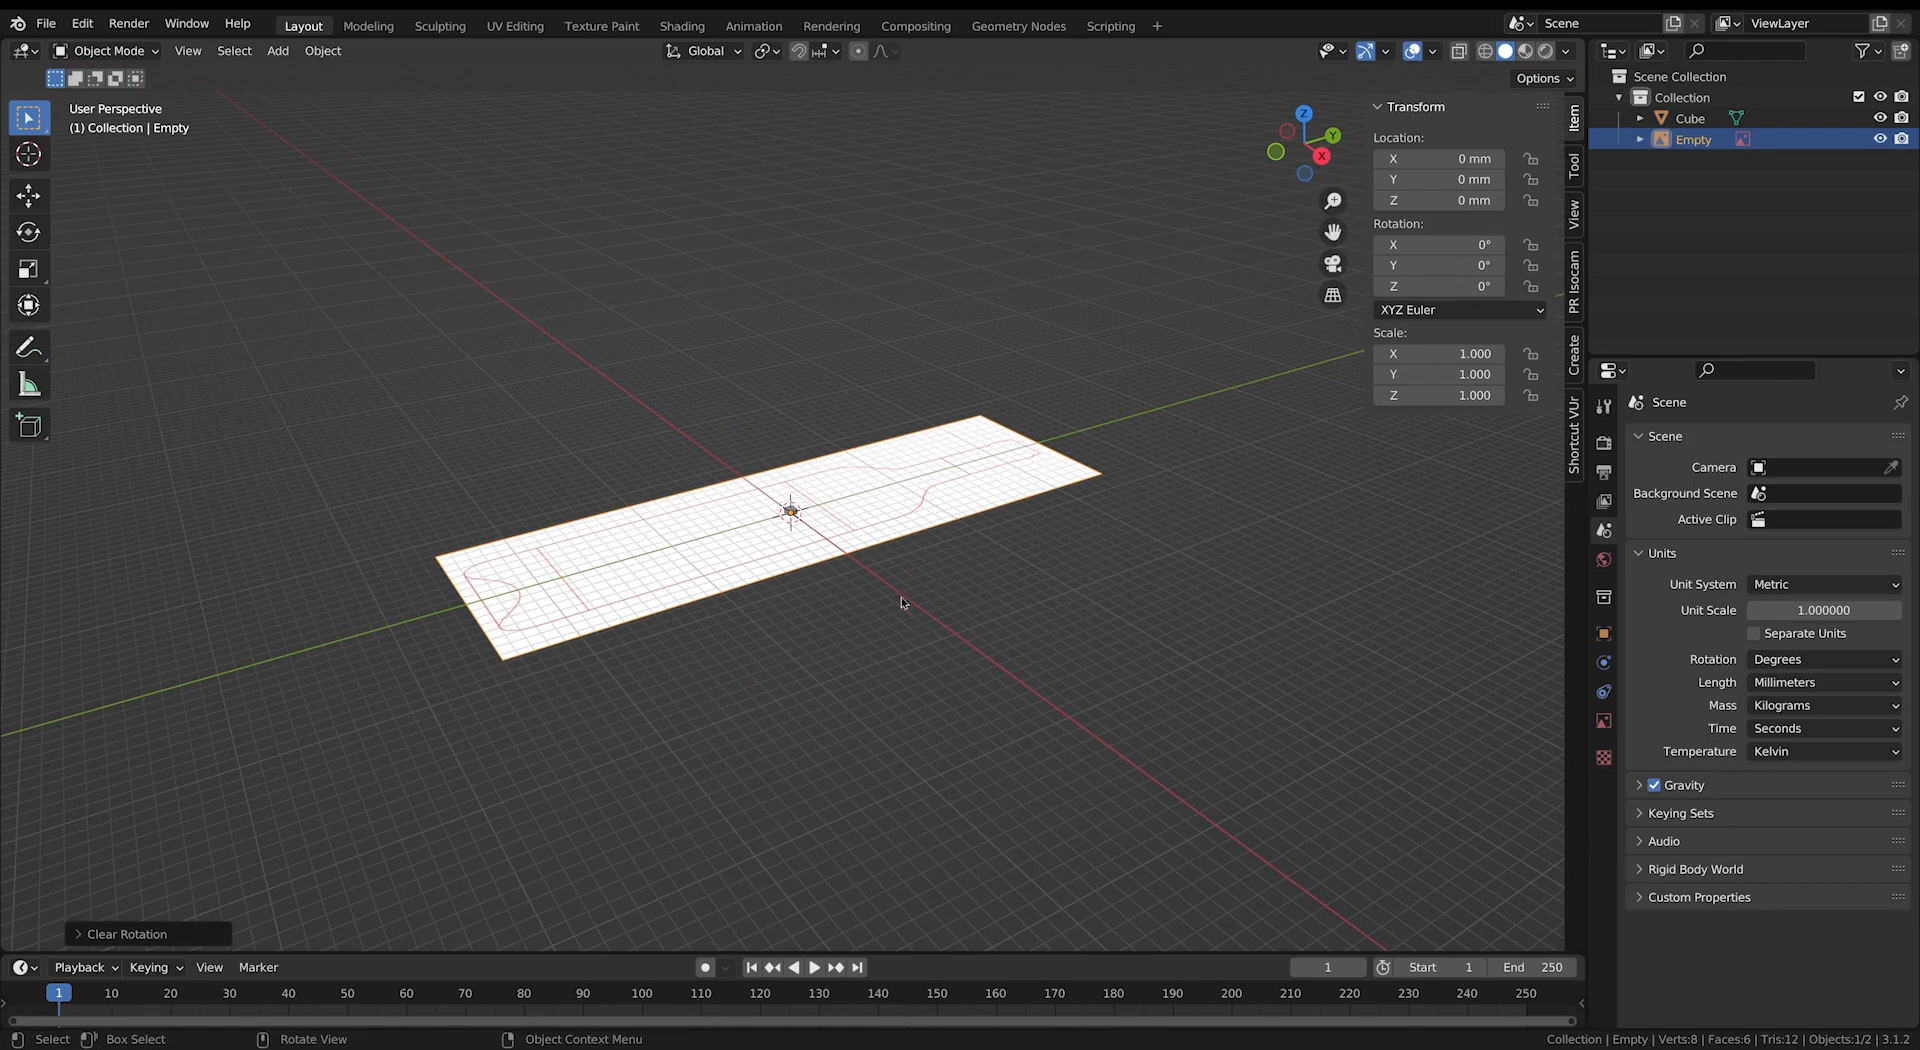 File Edit Render Window Help Layout Modeling Sculpting UV Editing Texture Paint Shading Animation Rendering Compositing Geometry Nodes Scripting + Scene ViewLayer
Object Mode View Select Add Object Global
Options
User Perspective
(1) Collection | Empty
Z
Y
X
Transform
Location:
X 0 mm
Y 0 mm
Z 0 mm
Rotation:
X 0°
Y 0°
Z 0°
XYZ Euler
Scale:
X 1.000
Y 1.000
Z 1.000
Item
Tool
View
PR Isocam
Create
Shortcut VUr
Scene Collection
Collection
Cube
Empty
Scene
Scene
Camera
Background Scene
Active Clip
Units
Unit System Metric
Unit Scale 1.000000
Separate Units
Rotation Degrees
Length Millimeters
Mass Kilograms
Time Seconds
Temperature Kelvin
Gravity
Keying Sets
Audio
Rigid Body World
Custom Properties
Clear Rotation
Playback Keying View Marker 1 Start 1 End 250
1 10 20 30 40 50 60 70 80 90 100 110 120 130 140 150 160 170 180 190 200 210 220 230 240 250
Select Box Select Rotate View Object Context Menu Collection | Empty | Verts:8 | Faces:6 | Tris:12 | Objects:1/2 | 3.1.2